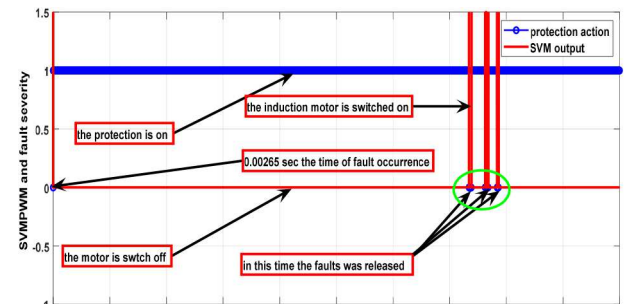 1.5
protection action
SVM output
1
the induction motor is switched on
0.5
the protection is on
0.00265 sec the time of fault occurrence
0
-0.5
the motor is swtch off
in this time the faults was released
-1
SVMPWM and fault severity